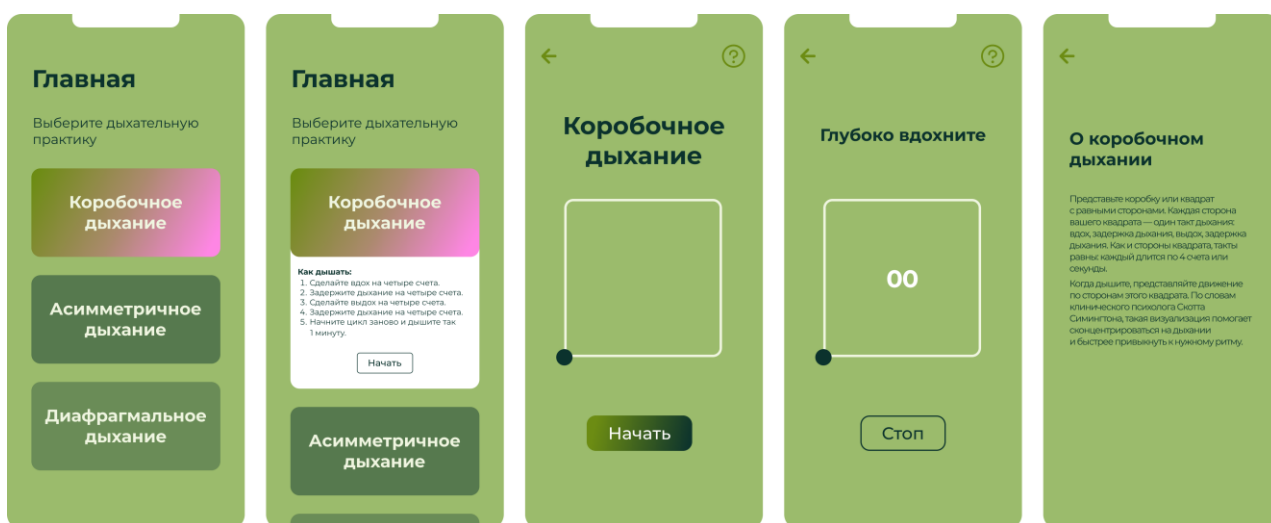 Главная
Выберите дыхательную
практику
Коробочное
дыхание
Асимметричное
дыхание
Диафрагмальное
дыхание
Главная
Выберите дыхательную
практику
Коробочное
дыхание
Как дышать:
1. Сделайте вдох на четыре счета.
2. Задержите дыхание на четыре счета.
3. Сделайте выдох на четыре счета.
4. Задержите дыхание на четыре счета.
5. Начните цикл заново и дышите так
1 минуту.
Начать
Асимметричное
дыхание
?
Коробочное
дыхание
Начать
?
Глубоко вдохните
00
Стоп
О коробочном
дыхании
Представьте коробку или квадрат
с равными сторонами. Каждая сторона
вашего квадрата — один такт дыхания:
вдох, задержка дыхания, выдох, задержка
дыхания. Как и стороны квадрата, такты
равны: каждый длится по 4 счета или
секунды.
Когда дышите, представляйте движение
по сторонам этого квадрата. По словам
клинического психолога Скотта
Симингтона, такая визуализация помогает
сконцентрироваться на дыхании
и быстрее привыкнуть к нужному ритму.